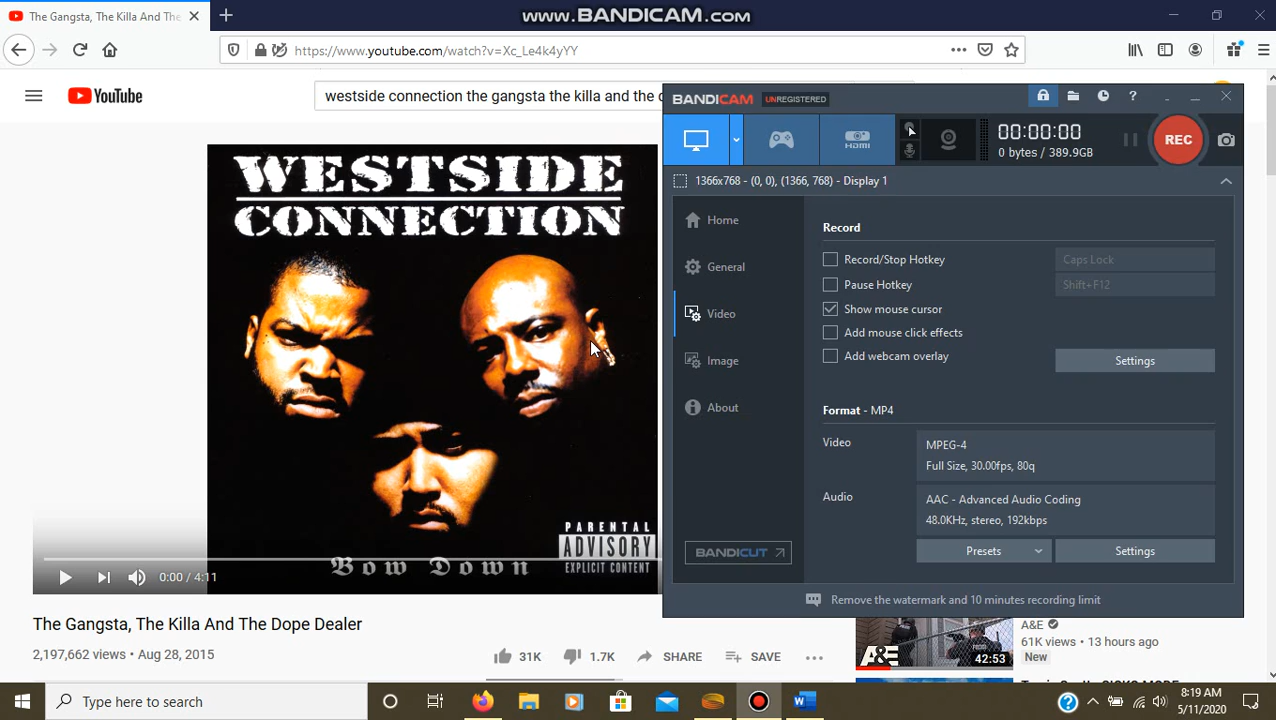 The Gangsta, The Killa And The
www.BANDICAM.com
https://www.youtube.com/watch?v=Xc_Le4k4yYY
YouTube
westside connection the gangsta the killa and the d
BANDICAM UNREGISTERED
HDMI
00:00:00
0 bytes / 389.9GB
REC
1366x768 - (0, 0), (1366, 768) - Display 1
WESTSIDE
CONNECTION
PARENTAL
ADVISORY
EXPLICIT CONTENT
Bow Down
0:00 / 4:11
Home
General
Video
Image
About
BANDICUT
Record
Record/Stop Hotkey
Caps Lock
Pause Hotkey
Shift+F12
Show mouse cursor
Add mouse click effects
Add webcam overlay
Settings
Format - MP4
Video
MPEG-4
Full Size, 30.00fps, 80q
Audio
AAC - Advanced Audio Coding
48.0KHz, stereo, 192kbps
Presets
Settings
Remove the watermark and 10 minutes recording limit
The Gangsta, The Killa And The Dope Dealer
2,197,662 views • Aug 28, 2015
31K
1.7K
SHARE
SAVE
A&E
42:53
A&E
61K views • 13 hours ago
New
Type here to search
8:19 AM
5/11/2020